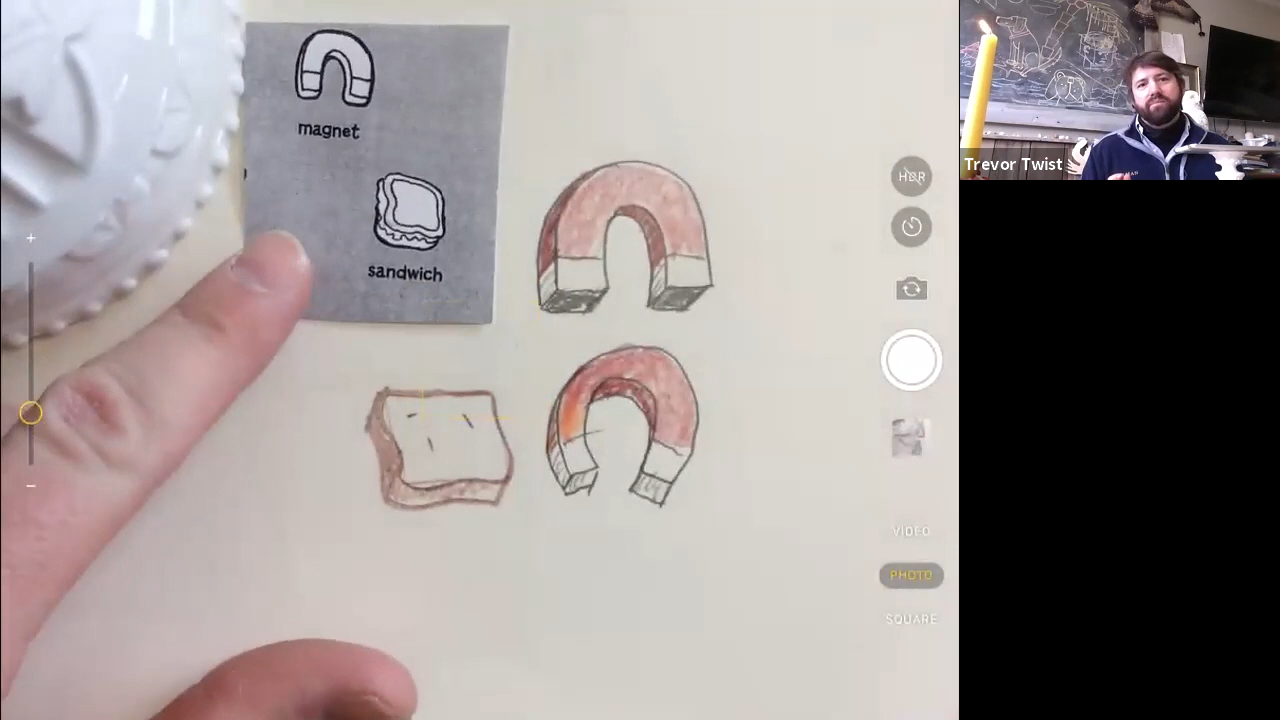 magnet
sandwich
HDR
VIDEO
PHOTO
SQUARE
Trevor Twist